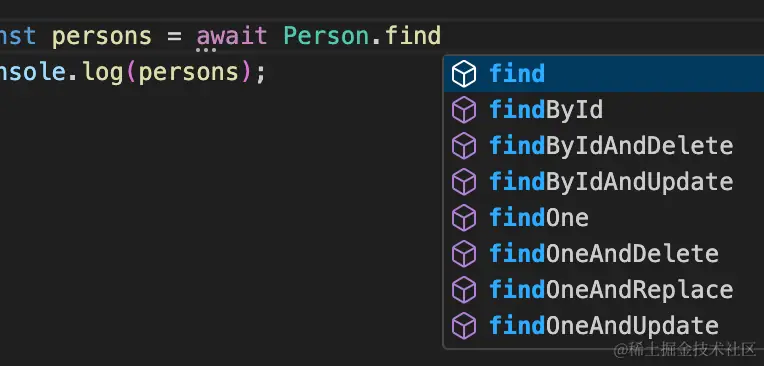 nst persons = await Person.find
nsole.log(persons);
find
findById
findByIdAndDelete
findByIdAndUpdate
findOne
findOneAndDelete
findOneAndReplace
findOneAndUpdate
@稀土掘金技术社区